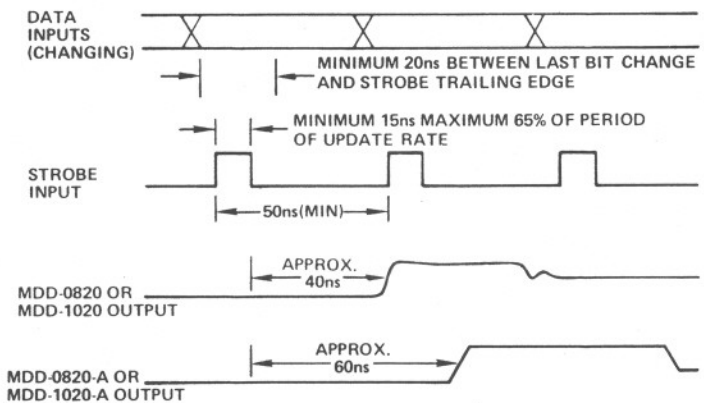 DATA
INPUTS
(CHANGING)
MINIMUM 20ns BETWEEN LAST BIT CHANGE
AND STROBE TRAILING EDGE
MINIMUM 15ns MAXIMUM 65% OF PERIOD
OF UPDATE RATE
STROBE
INPUT
50ns(MIN)
APPROX.
40ns
MDD-0820 OR
MDD-1020 OUTPUT
APPROX.
60ns
MDD-0820-A OR
MDD-1020-A OUTPUT